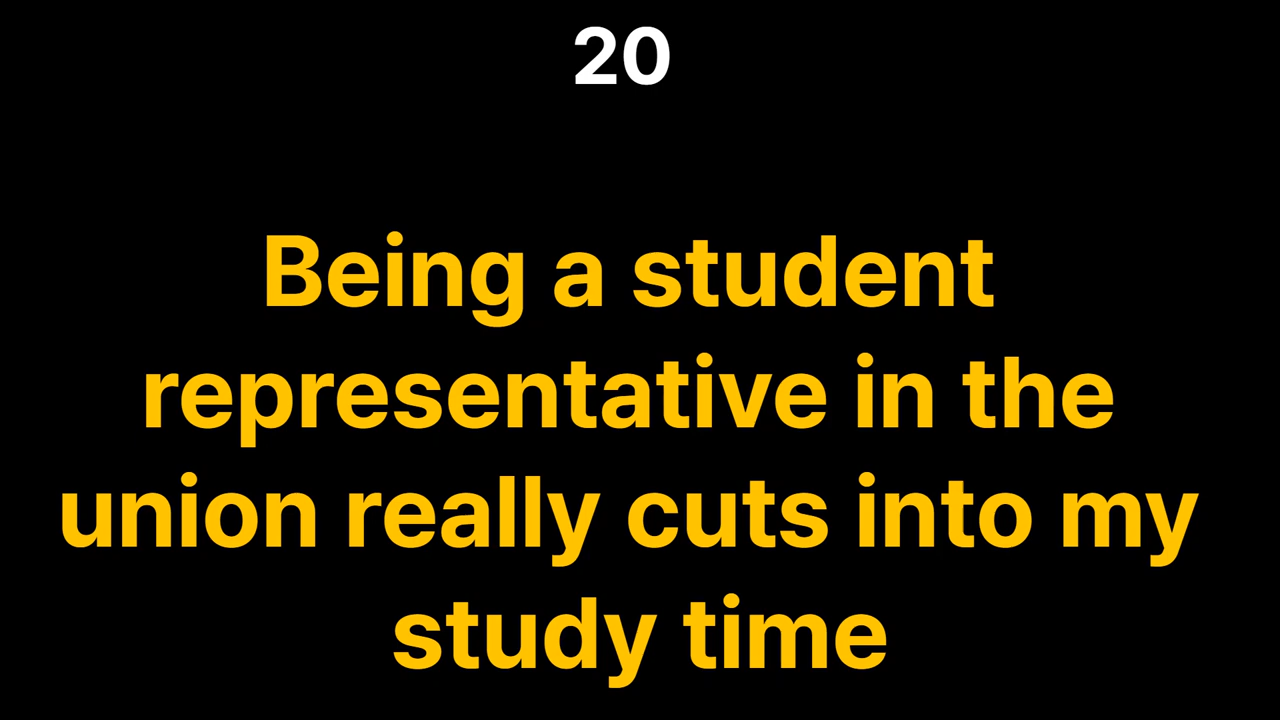 20
Being a student
representative in the
union really cuts into my
study time